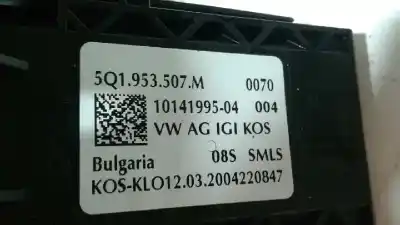 5Q1.953.507.M 0070
10141995-04 004
VW AG IGI KOS
Bulgaria 08S SMLS
KOS-KLO12.03.2004220847